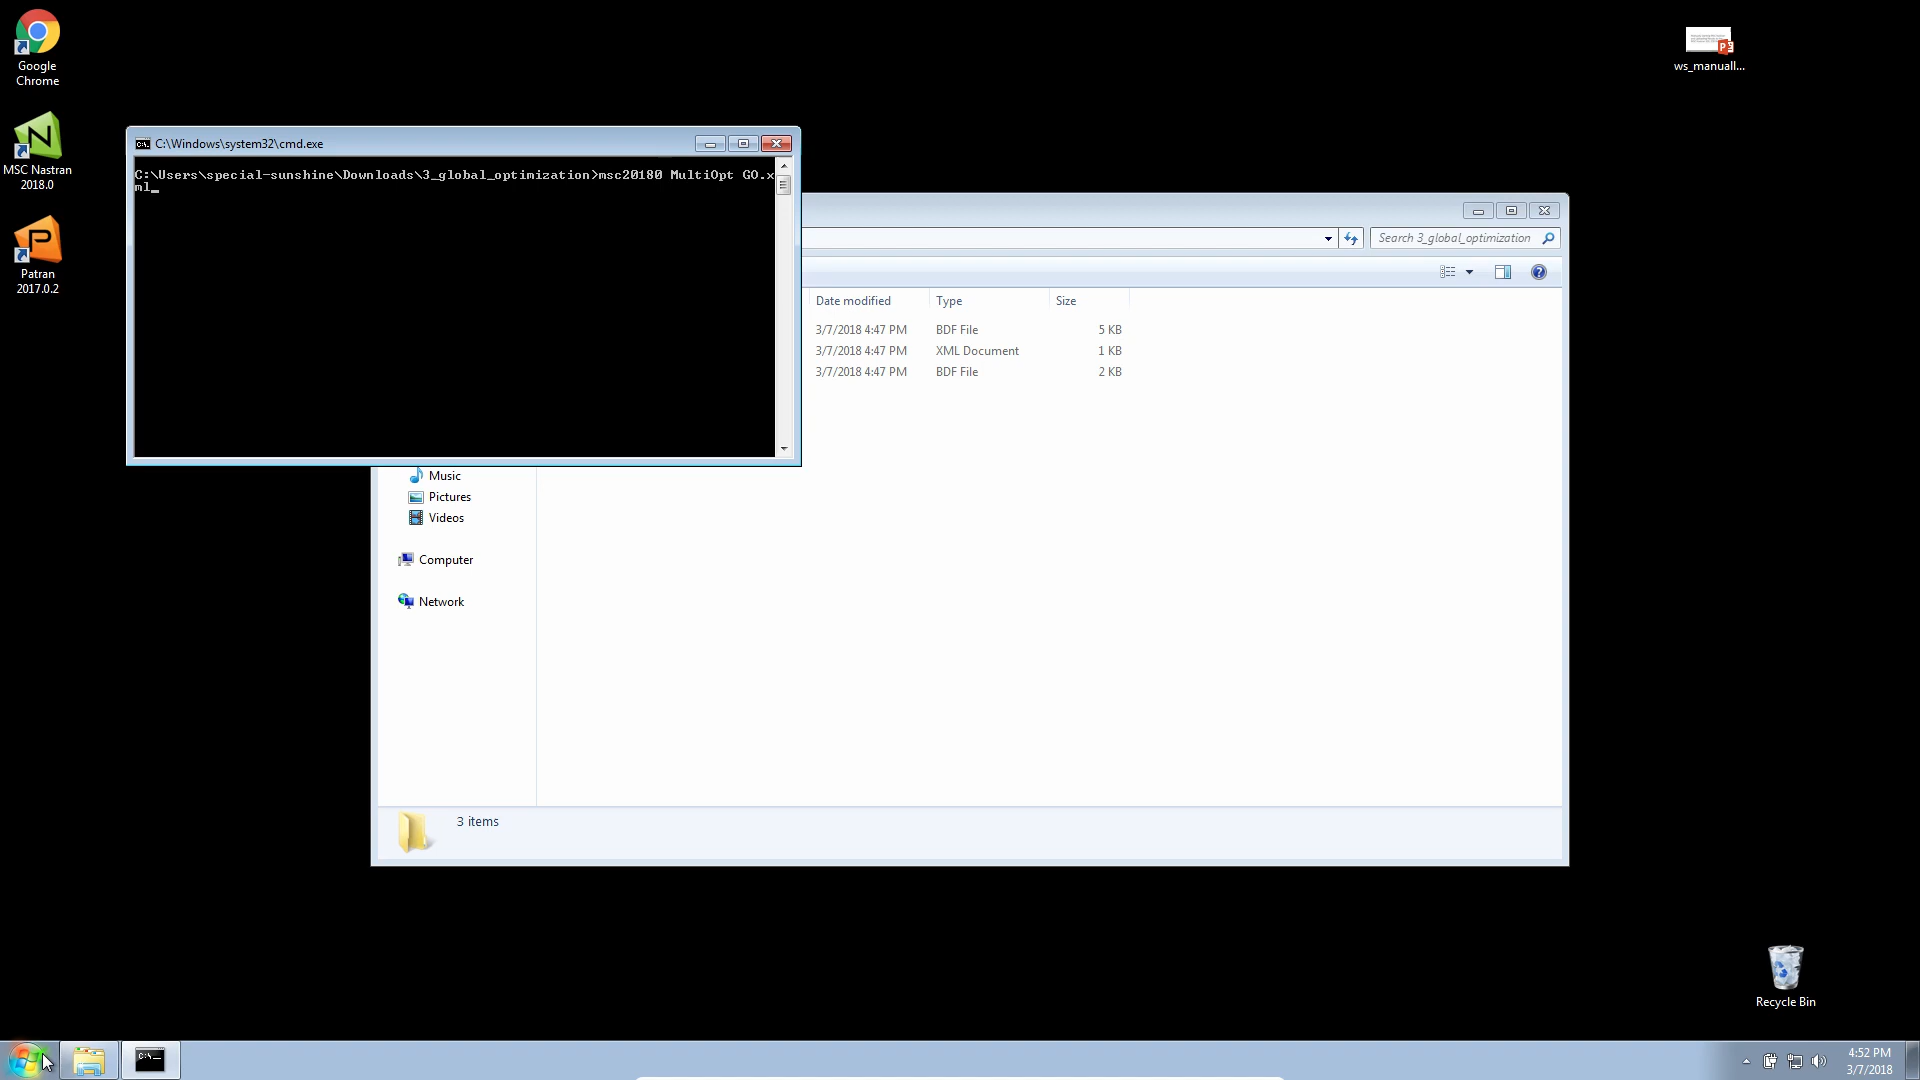 Google
Chrome
MSC Nastran
2018.0
Patran
2017.0.2
ws_manuall...
C:\Windows\system32\cmd.exe
C:\Users\special-sunshine\Downloads\3_global_optimization>msc20180 MultiOpt GO.x
ml_
Search 3_global_optimization
Date modified Type Size
3/7/2018 4:47 PM BDF File 5 KB
3/7/2018 4:47 PM XML Document 1 KB
3/7/2018 4:47 PM BDF File 2 KB
Music
Pictures
Videos
Computer
Network
3 items
Recycle Bin
4:52 PM
3/7/2018